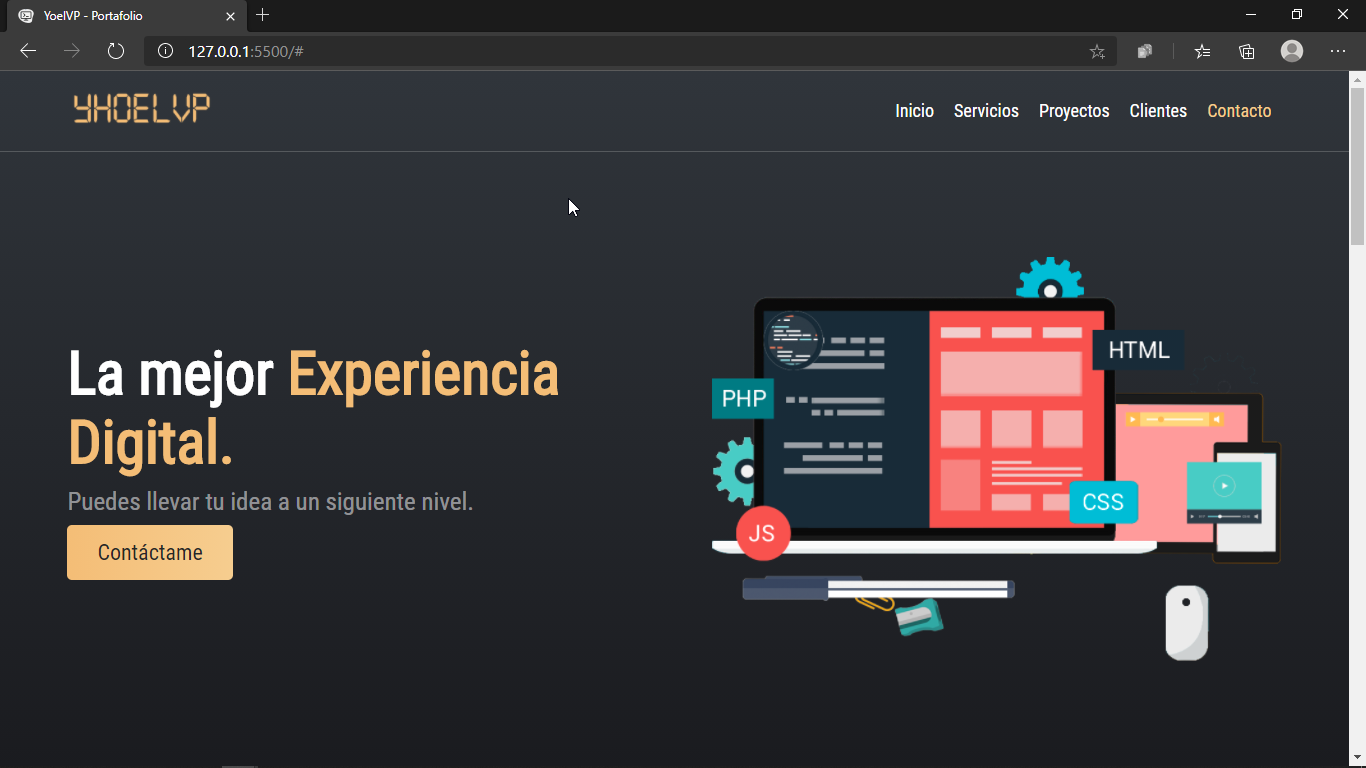 YoelVP - Portafolio
127.0.0.1:5500/#
YHOELVP
Inicio Servicios Proyectos Clientes Contacto
La mejor Experiencia
Digital.
Puedes llevar tu idea a un siguiente nivel.
Contáctame
HTML
PHP
CSS
JS